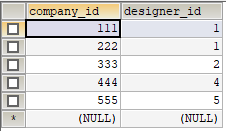 company_id designer_id
111 1
222 1
333 2
444 4
555 5
* (NULL) (NULL)